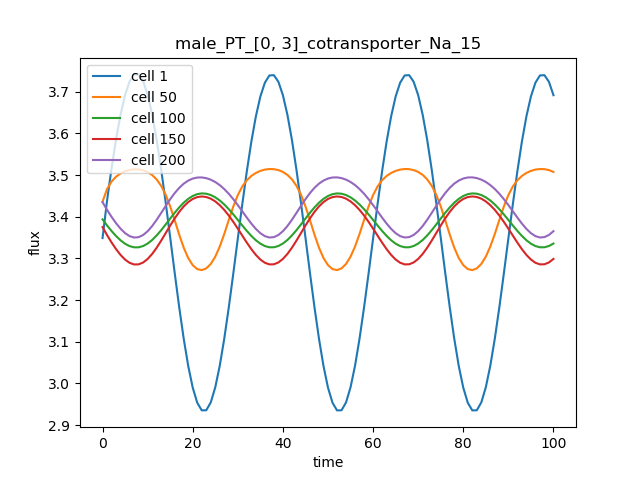 male_PT_[0, 3]_cotransporter_Na_15
cell 1
cell 50
cell 100
cell 150
cell 200
3.7
3.6
3.5
3.4
3.3
3.2
3.1
3.0
2.9
flux
0 20 40 60 80 100
time